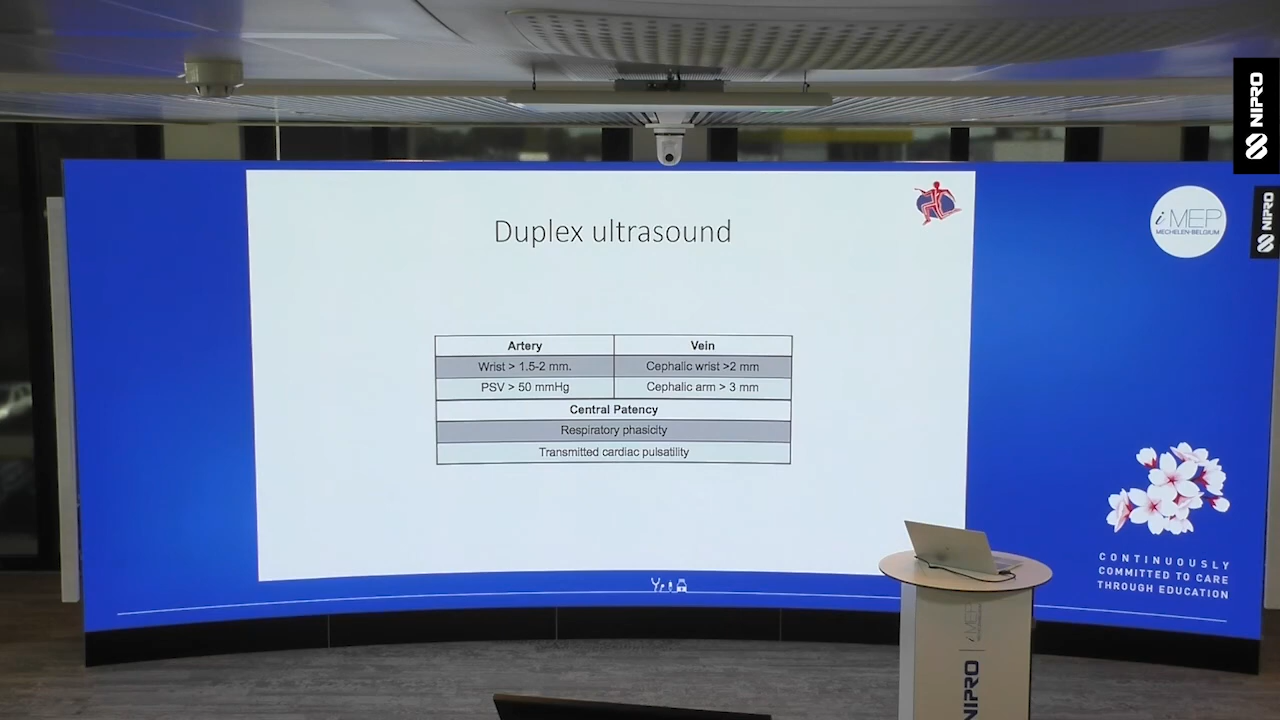 NIPRO
NIPRO
iMEP
MECHELEN-BELGIUM
Duplex ultrasound
Artery Vein
Wrist > 1.5-2 mm. Cephalic wrist >2 mm
PSV > 50 mmHg Cephalic arm > 3 mm
Central Patency
Respiratory phasicity
Transmitted cardiac pulsatility
CONTINUOUSLY
COMMITTED TO CARE
THROUGH EDUCATION
NIPRO iMEP